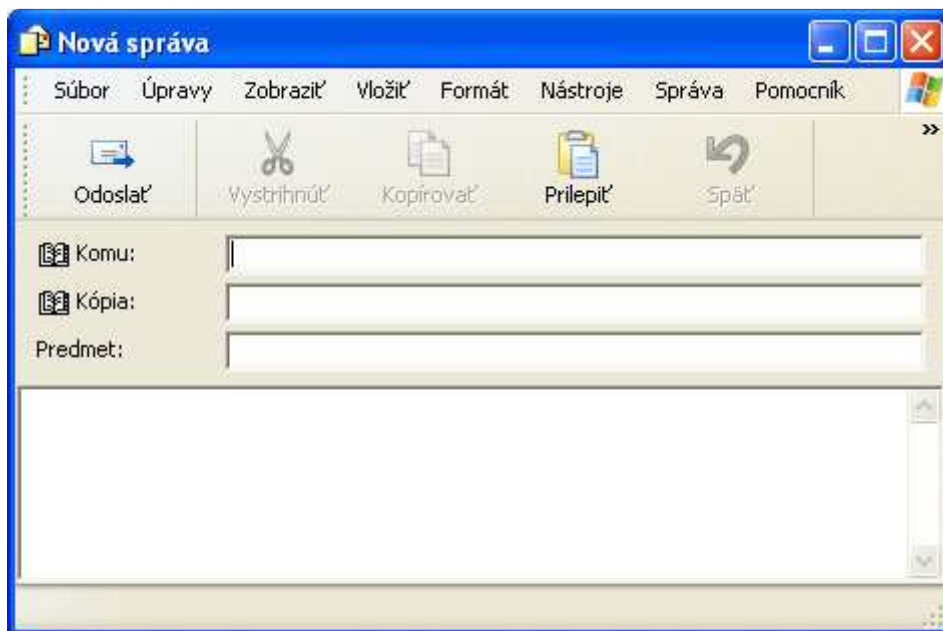 Nová správa
Súbor Úpravy Zobraziť Vložiť Formát Nástroje Správa Pomocník
Odoslať Vystrihnúť Kopírovať Prilepiť Späť
Komu:
Kópia:
Predmet: